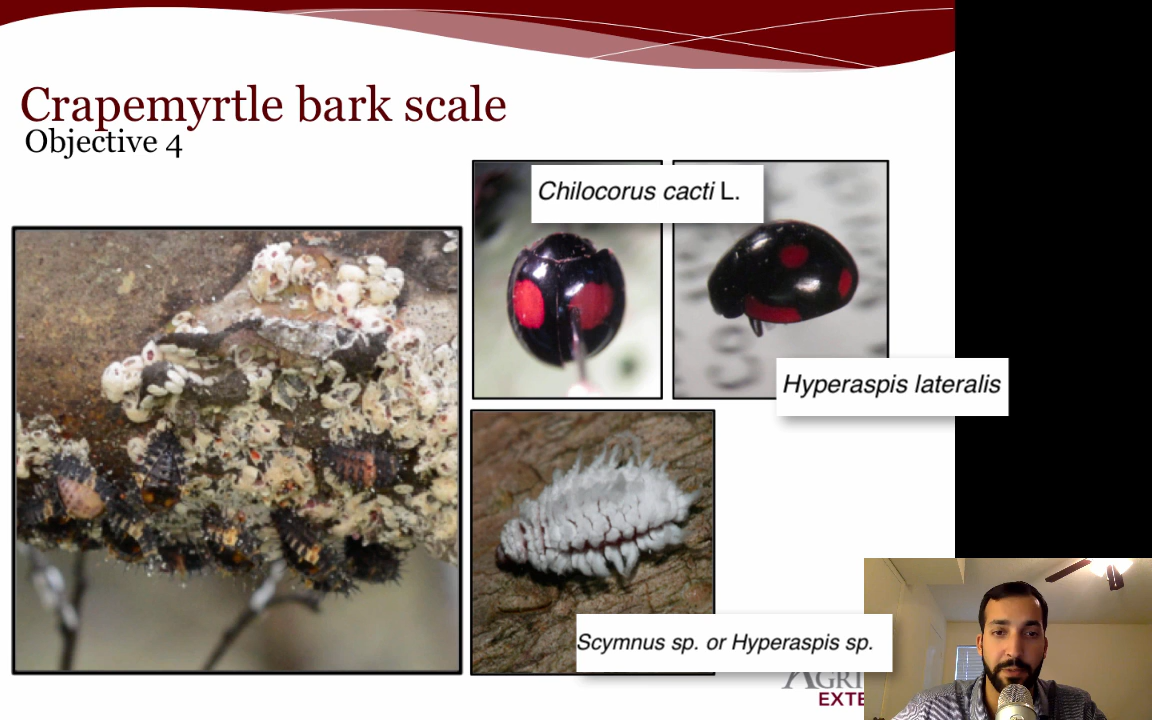 Crapemyrtle bark scale
Objective 4
Chilocorus cacti L.
Hyperaspis lateralis
Scymnus sp. or Hyperaspis sp.